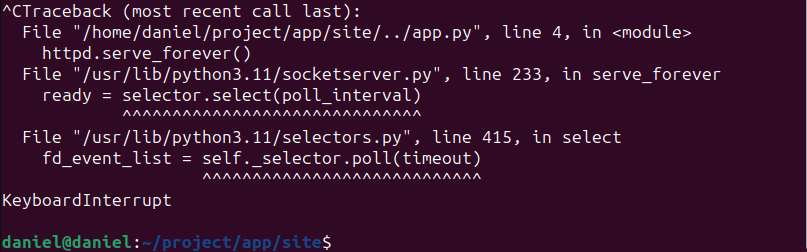 ^CTraceback (most recent call last):
  File "/home/daniel/project/app/site/../app.py", line 4, in <module>
    httpd.serve_forever()
  File "/usr/lib/python3.11/socketserver.py", line 233, in serve_forever
    ready = selector.select(poll_interval)
            ^^^^^^^^^^^^^^^^^^^^^^^^^^^^^^
  File "/usr/lib/python3.11/selectors.py", line 415, in select
    fd_event_list = self._selector.poll(timeout)
                    ^^^^^^^^^^^^^^^^^^^^^^^^^^^^
KeyboardInterrupt

daniel@daniel:~/project/app/site$